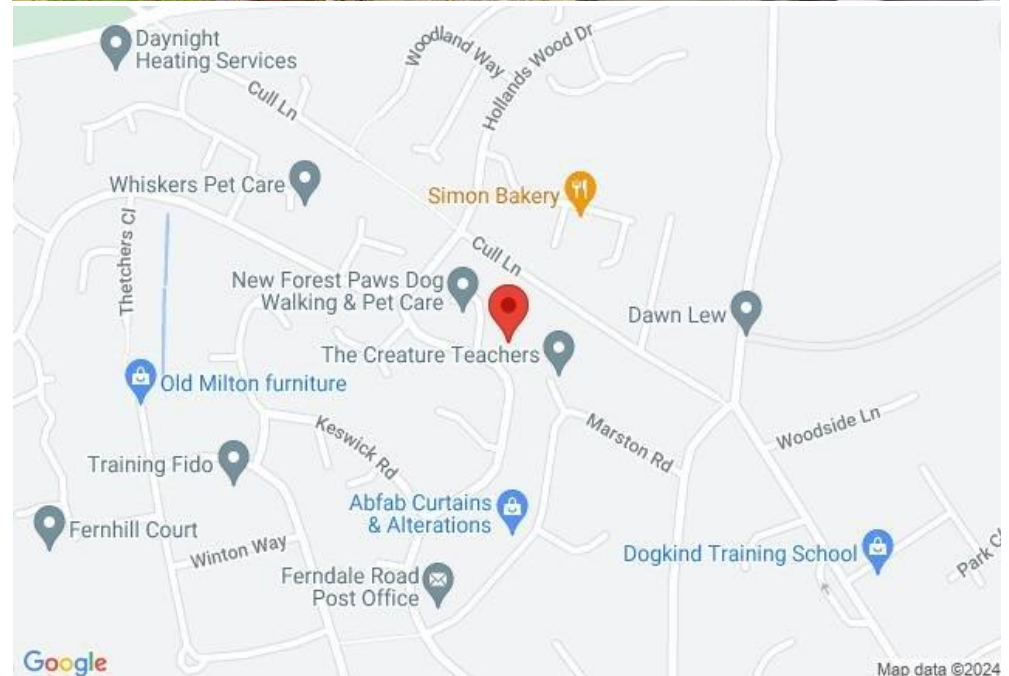 Daynight
Heating Services
Woodland Way
Hollands Wood Dr
Cull Ln
Whiskers Pet Care
Simon Bakery
Thetchers Cl
Cull Ln
New Forest Paws Dog
Walking & Pet Care
Dawn Lew
The Creature Teachers
Old Milton furniture
Keswick Rd
Marston Rd
Woodside Ln
Training Fido
Abfab Curtains
& Alterations
Fernhill Court
Winton Way
Dogkind Training School
Park C
Ferndale Road
Post Office
Google
Map data ©2024